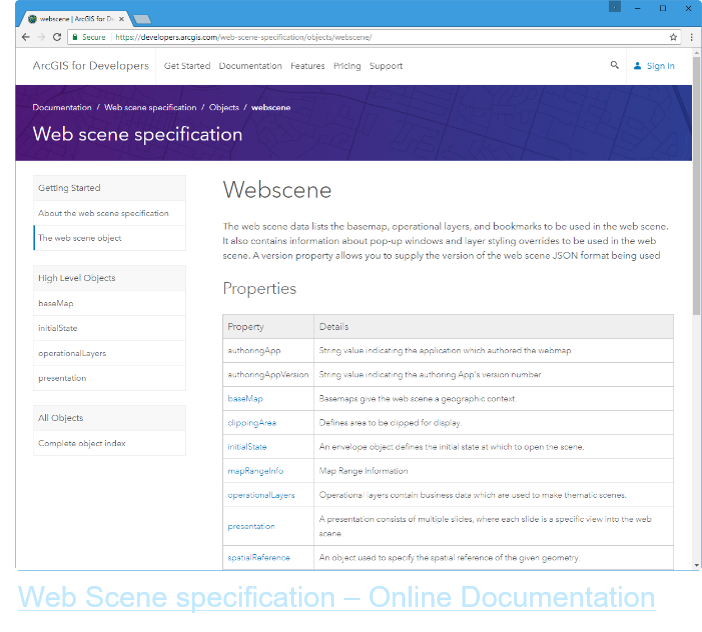 webscene | ArcGIS for De
Secure https://developers.arcgis.com/web-scene-specification/objects/webscene/
ArcGIS for Developers Get Started Documentation Features Pricing Support Sign In
Documentation / Web scene specification / Objects / webscene
Web scene specification
Getting Started
About the web scene specification
The web scene object
High Level Objects
baseMap
initialState
operationalLayers
presentation
All Objects
Complete object index
Webscene
The web scene data lists the basemap, operational layers, and bookmarks to be used in the web scene.
It also contains information about pop-up windows and layer styling overrides to be used in the web
scene. A version property allows you to supply the version of the web scene JSON format being used
Properties
Property Details
authoringApp String value indicating the application which authored the webmap
authoringAppVersion String value indicating the authoring App's version number
baseMap Basemaps give the web scene a geographic context.
clippingArea Defines area to be clipped for display.
initialState An envelope object defines the initial state at which to open the scene.
mapRangeInfo Map Range Information
operationalLayers Operational layers contain business data which are used to make thematic scenes.
presentation A presentation consists of multiple slides, where each slide is a specific view into the web
scene.
spatialReference An object used to specify the spatial reference of the given geometry.
Web Scene specification – Online Documentation